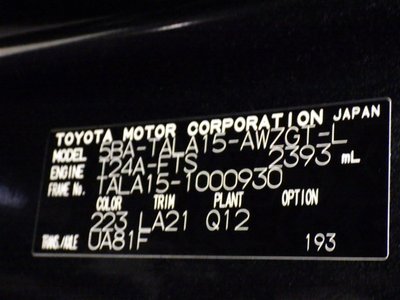 TOYOTA MOTOR CORPORATION JAPAN
MODEL 5BA-TALA15-AWZGT-L
ENGINE T24A-FTS 2393 mL
FRAME No. TALA15-1000930
COLOR TRIM PLANT OPTION
223 LA21 Q12
TRANS./AXLE UA81F 193